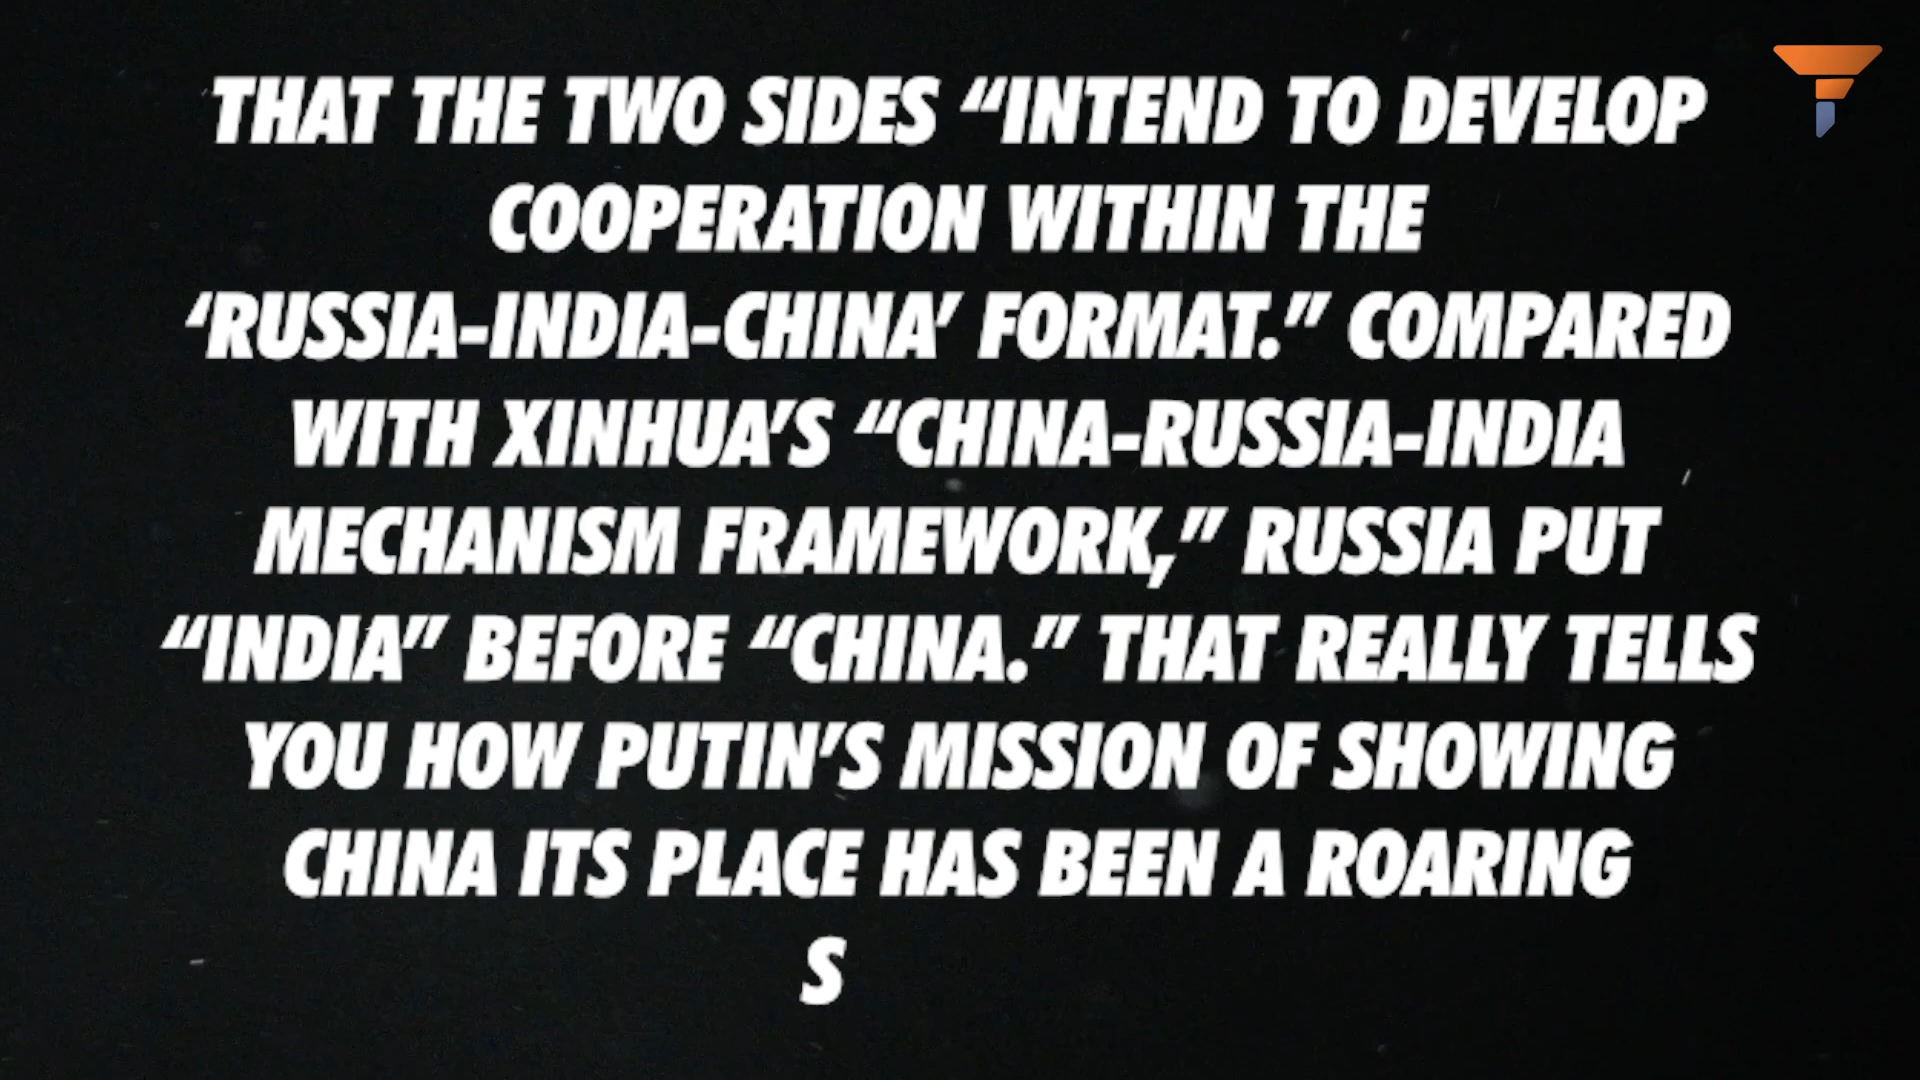 THAT THE TWO SIDES “INTEND TO DEVELOP
COOPERATION WITHIN THE
‘RUSSIA-INDIA-CHINA’ FORMAT.” COMPARED
WITH XINHUA’S “CHINA-RUSSIA-INDIA
MECHANISM FRAMEWORK,” RUSSIA PUT
“INDIA” BEFORE “CHINA.” THAT REALLY TELLS
YOU HOW PUTIN’S MISSION OF SHOWING
CHINA ITS PLACE HAS BEEN A ROARING
S